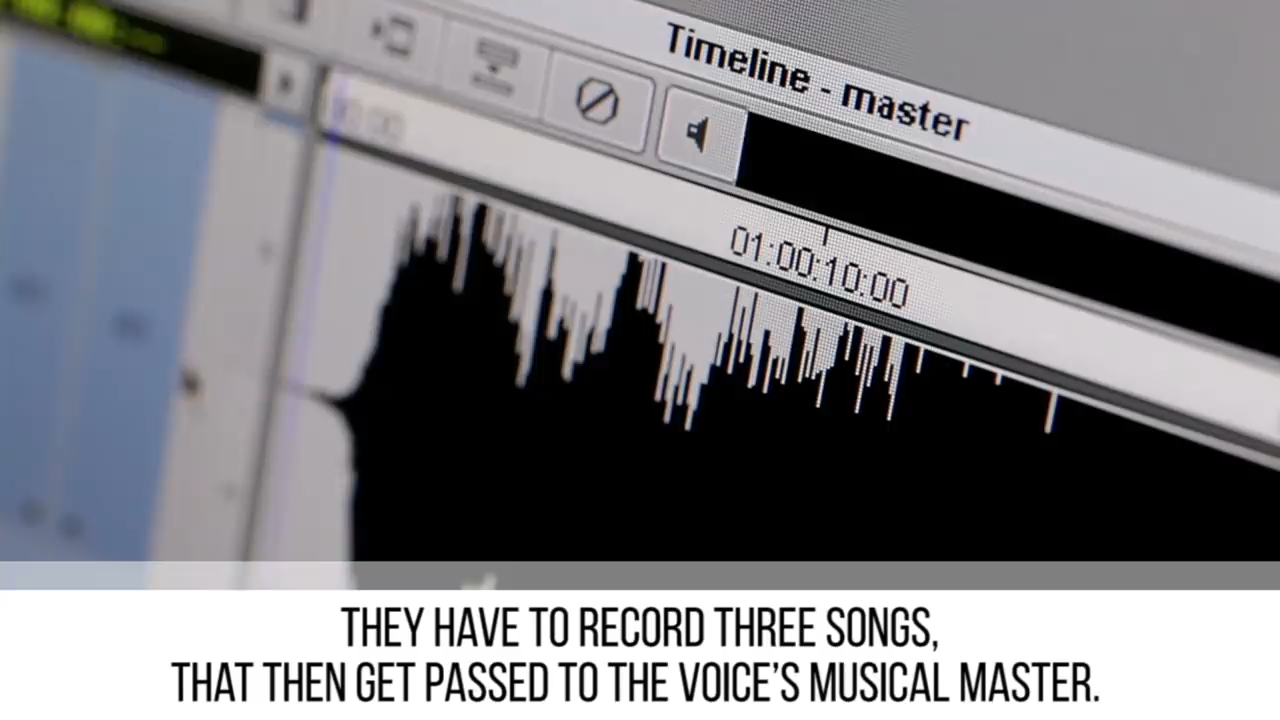 Timeline - master
01:00:10:00
THEY HAVE TO RECORD THREE SONGS,
THAT THEN GET PASSED TO THE VOICE'S MUSICAL MASTER.